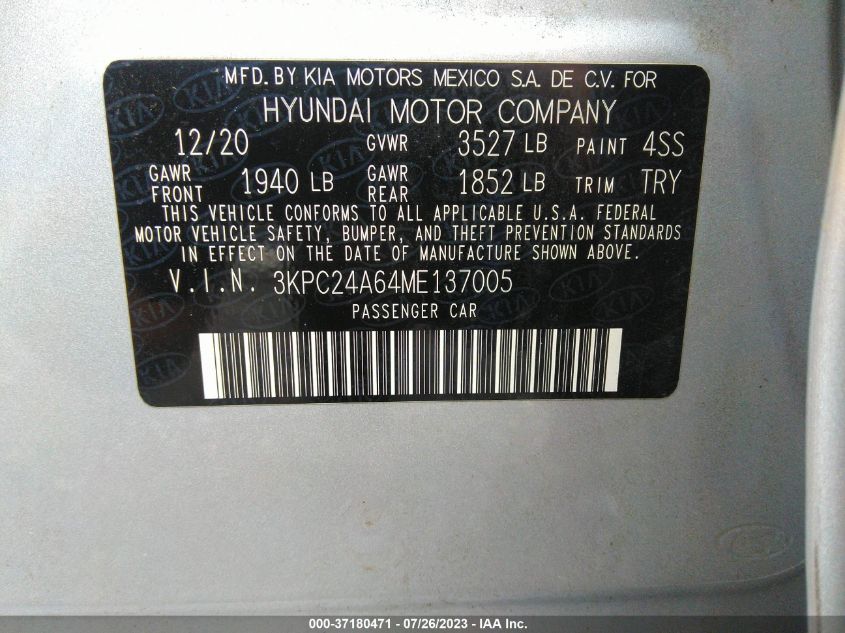 MFD. BY KIA MOTORS MEXICO S.A. DE C.V. FOR
HYUNDAI MOTOR COMPANY
12/20 GVWR 3527 LB PAINT 4SS
GAWR FRONT 1940 LB GAWR REAR 1852 LB TRIM TRY
THIS VEHICLE CONFORMS TO ALL APPLICABLE U.S.A. FEDERAL
MOTOR VEHICLE SAFETY, BUMPER, AND THEFT PREVENTION STANDARDS
IN EFFECT ON THE DATE OF MANUFACTURE SHOWN ABOVE.
V.I.N. 3KPC24A64ME137005
PASSENGER CAR
000-37180471 - 07/26/2023 - IAA Inc.